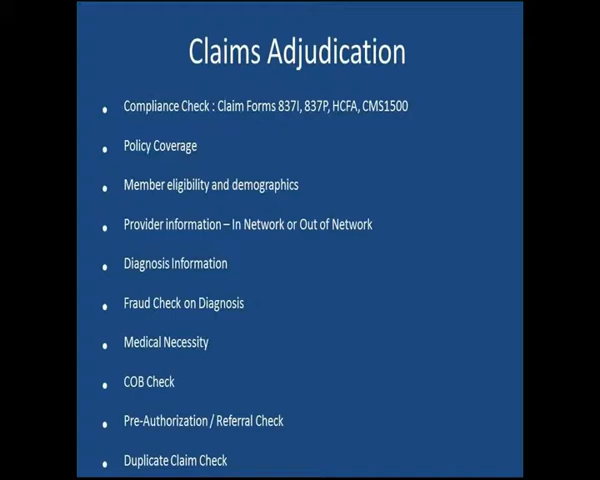 Claims Adjudication
• Compliance Check : Claim Forms 837I, 837P, HCFA, CMS1500
• Policy Coverage
• Member eligibility and demographics
• Provider information – In Network or Out of Network
• Diagnosis Information
• Fraud Check on Diagnosis
• Medical Necessity
• COB Check
• Pre-Authorization / Referral Check
• Duplicate Claim Check